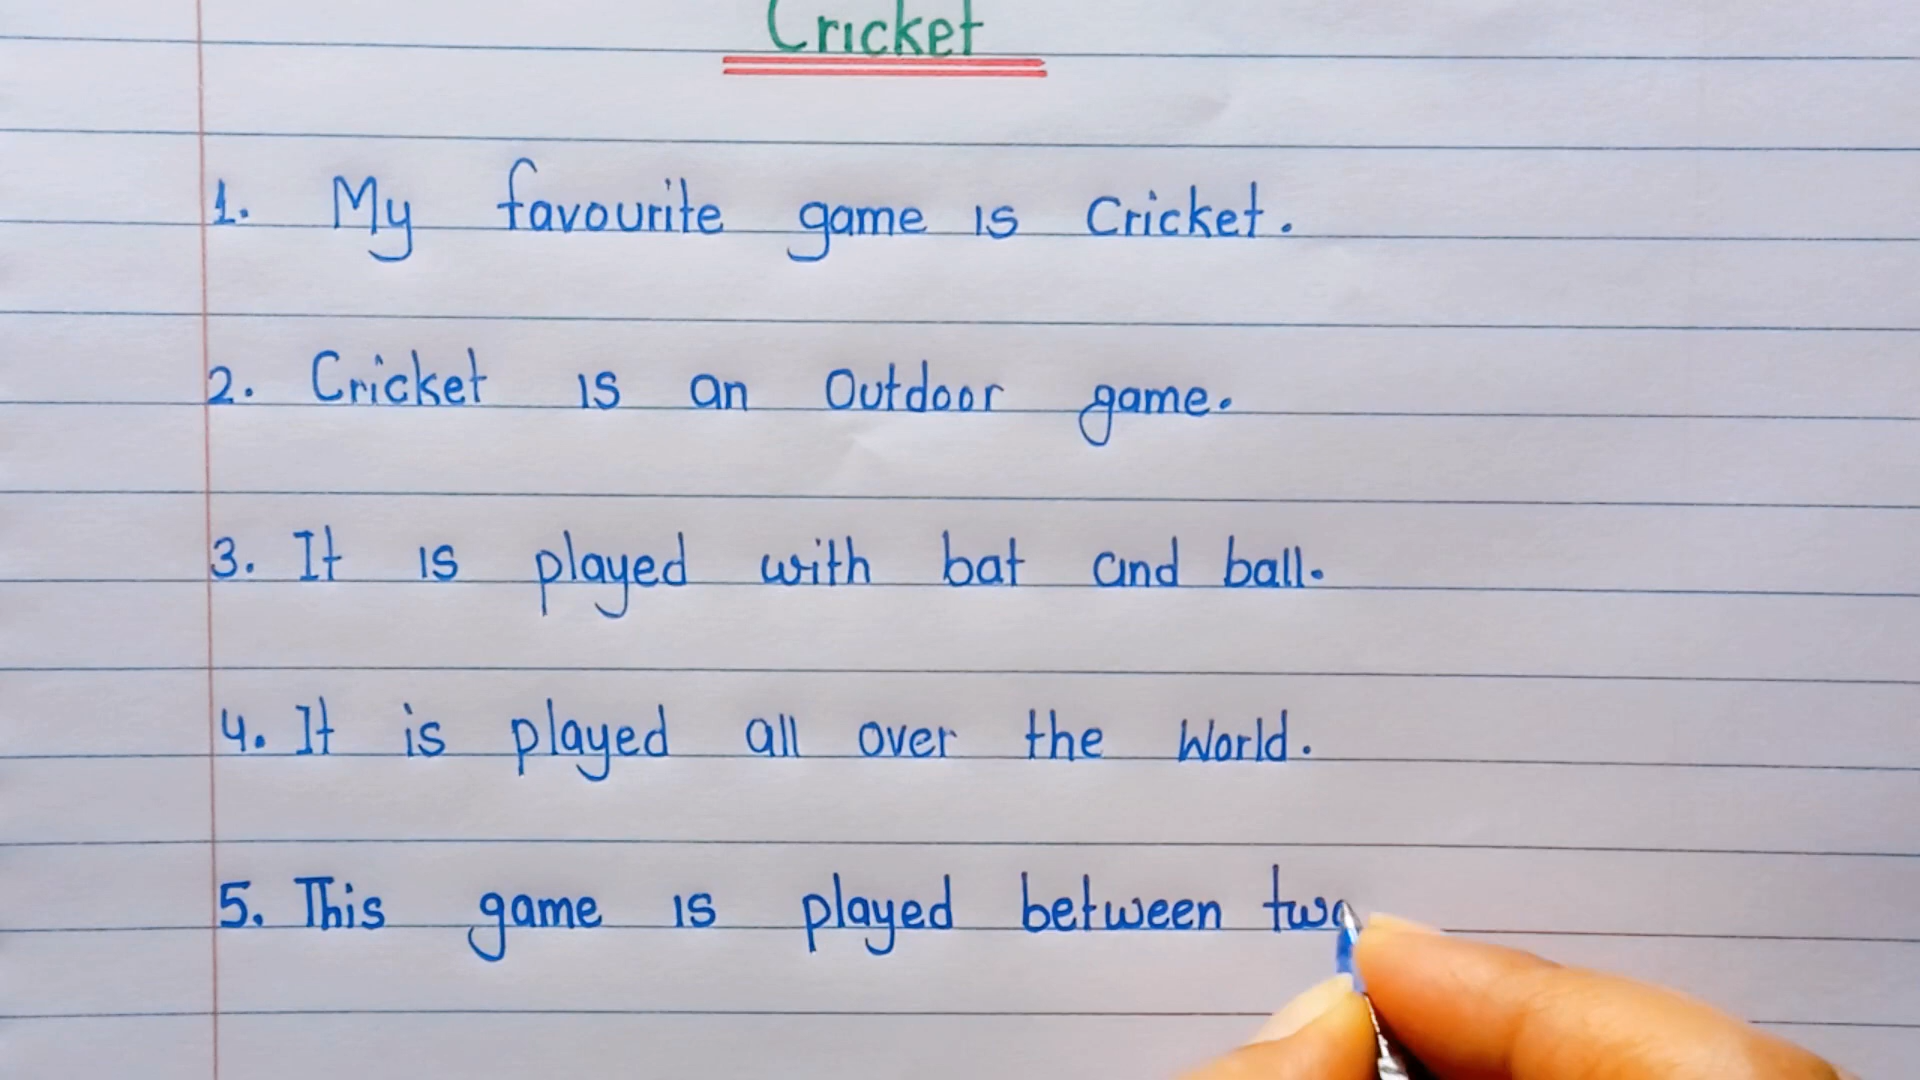 Cricket
1. My favourite game is Cricket.
2. Cricket is an Outdoor game.
3. It is played with bat and ball.
4. It is played all over the World.
5. This game is played between two